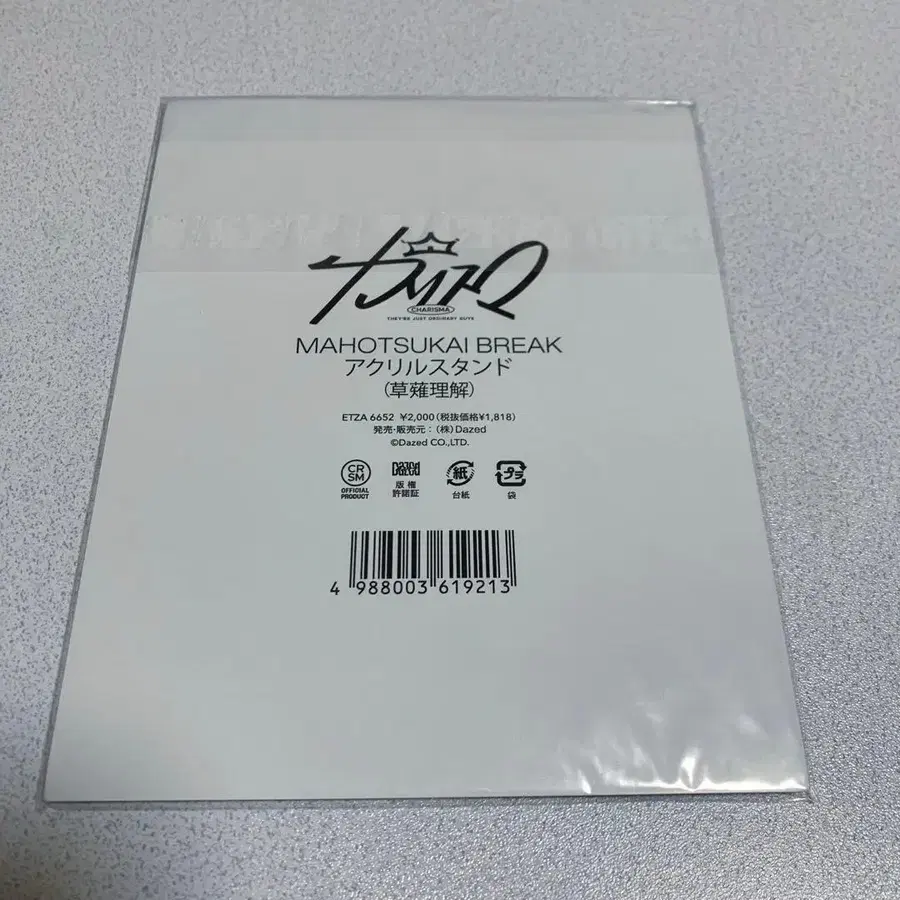 カリスマ
CHARISMA
THEY'RE JUST ORDINARY GUYS
MAHOTSUKAI BREAK
アクリルスタンド
(草薙理解)
ETZA 6652 ¥2,000(税抜価格¥1,818)
発売・販売元:(株)Dazed
©Dazed CO.,LTD.
CR
SM
OFFICIAL
PRODUCT
Dazed
版権
許諾証
紙
台紙
プラ
袋
4 988003 619213